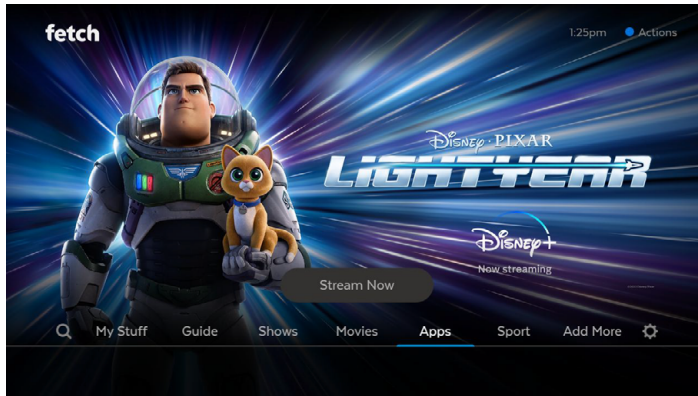 fetch
1:25pm Actions
Disney · PIXAR
LIGHTYEAR
Disney+
Now streaming
Stream Now
My Stuff Guide Shows Movies Apps Sport Add More